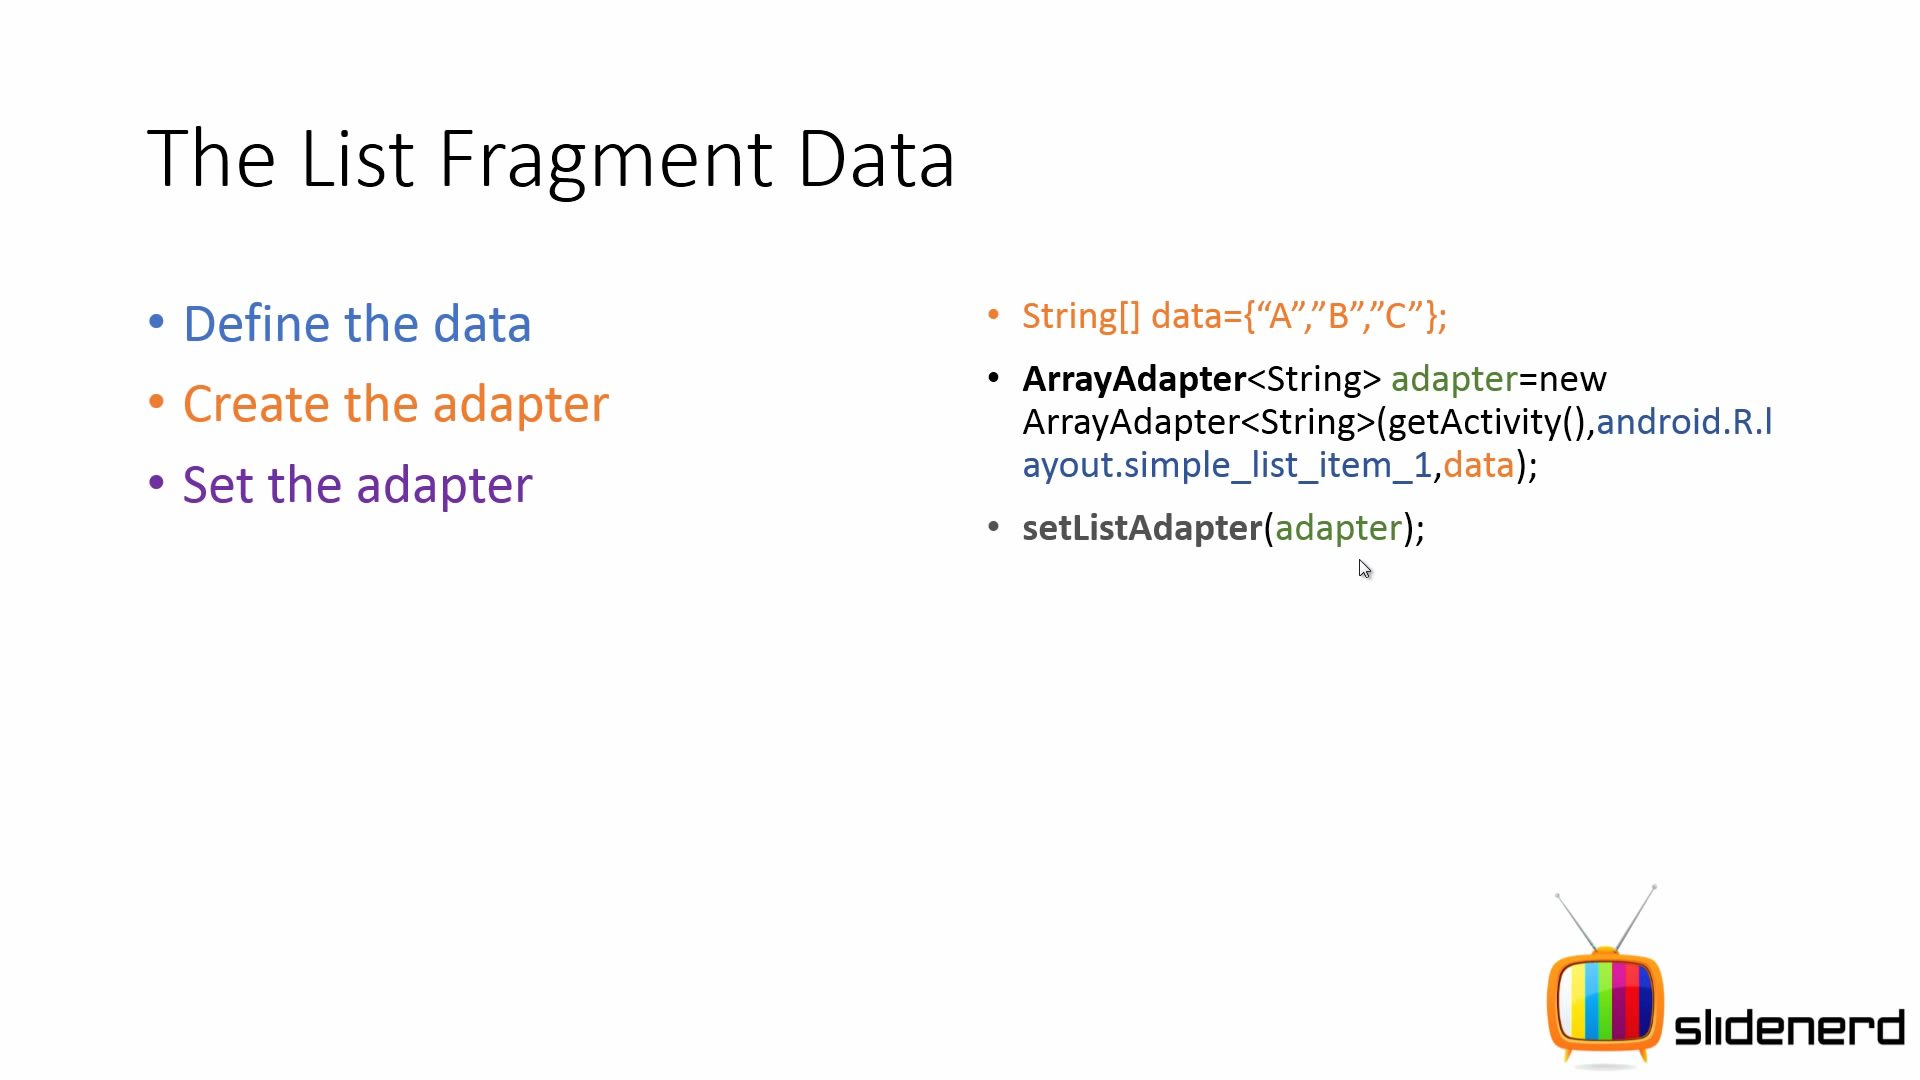 The List Fragment Data
• Define the data
• Create the adapter
• Set the adapter
• String[] data={“A”,”B”,”C”};
• ArrayAdapter<String> adapter=new
ArrayAdapter<String>(getActivity(),android.R.l
ayout.simple_list_item_1,data);
• setListAdapter(adapter);
slidenerd